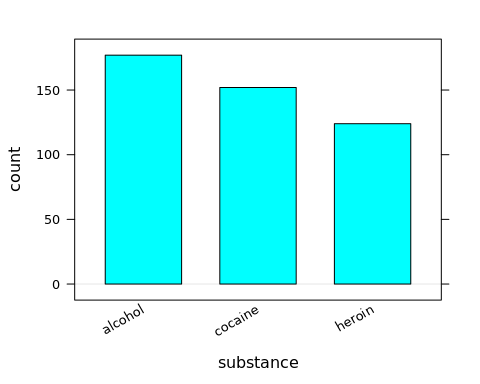 150
100
50
0
count
alcohol
cocaine
heroin
substance